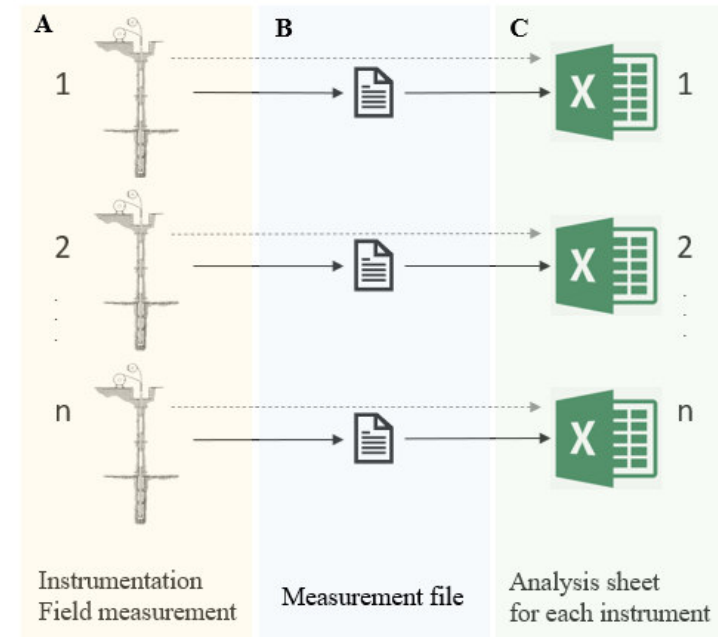 A B C
1 1
X
2 2
X
n n
X
Instrumentation
Field measurement
Measurement file
Analysis sheet
for each instrument